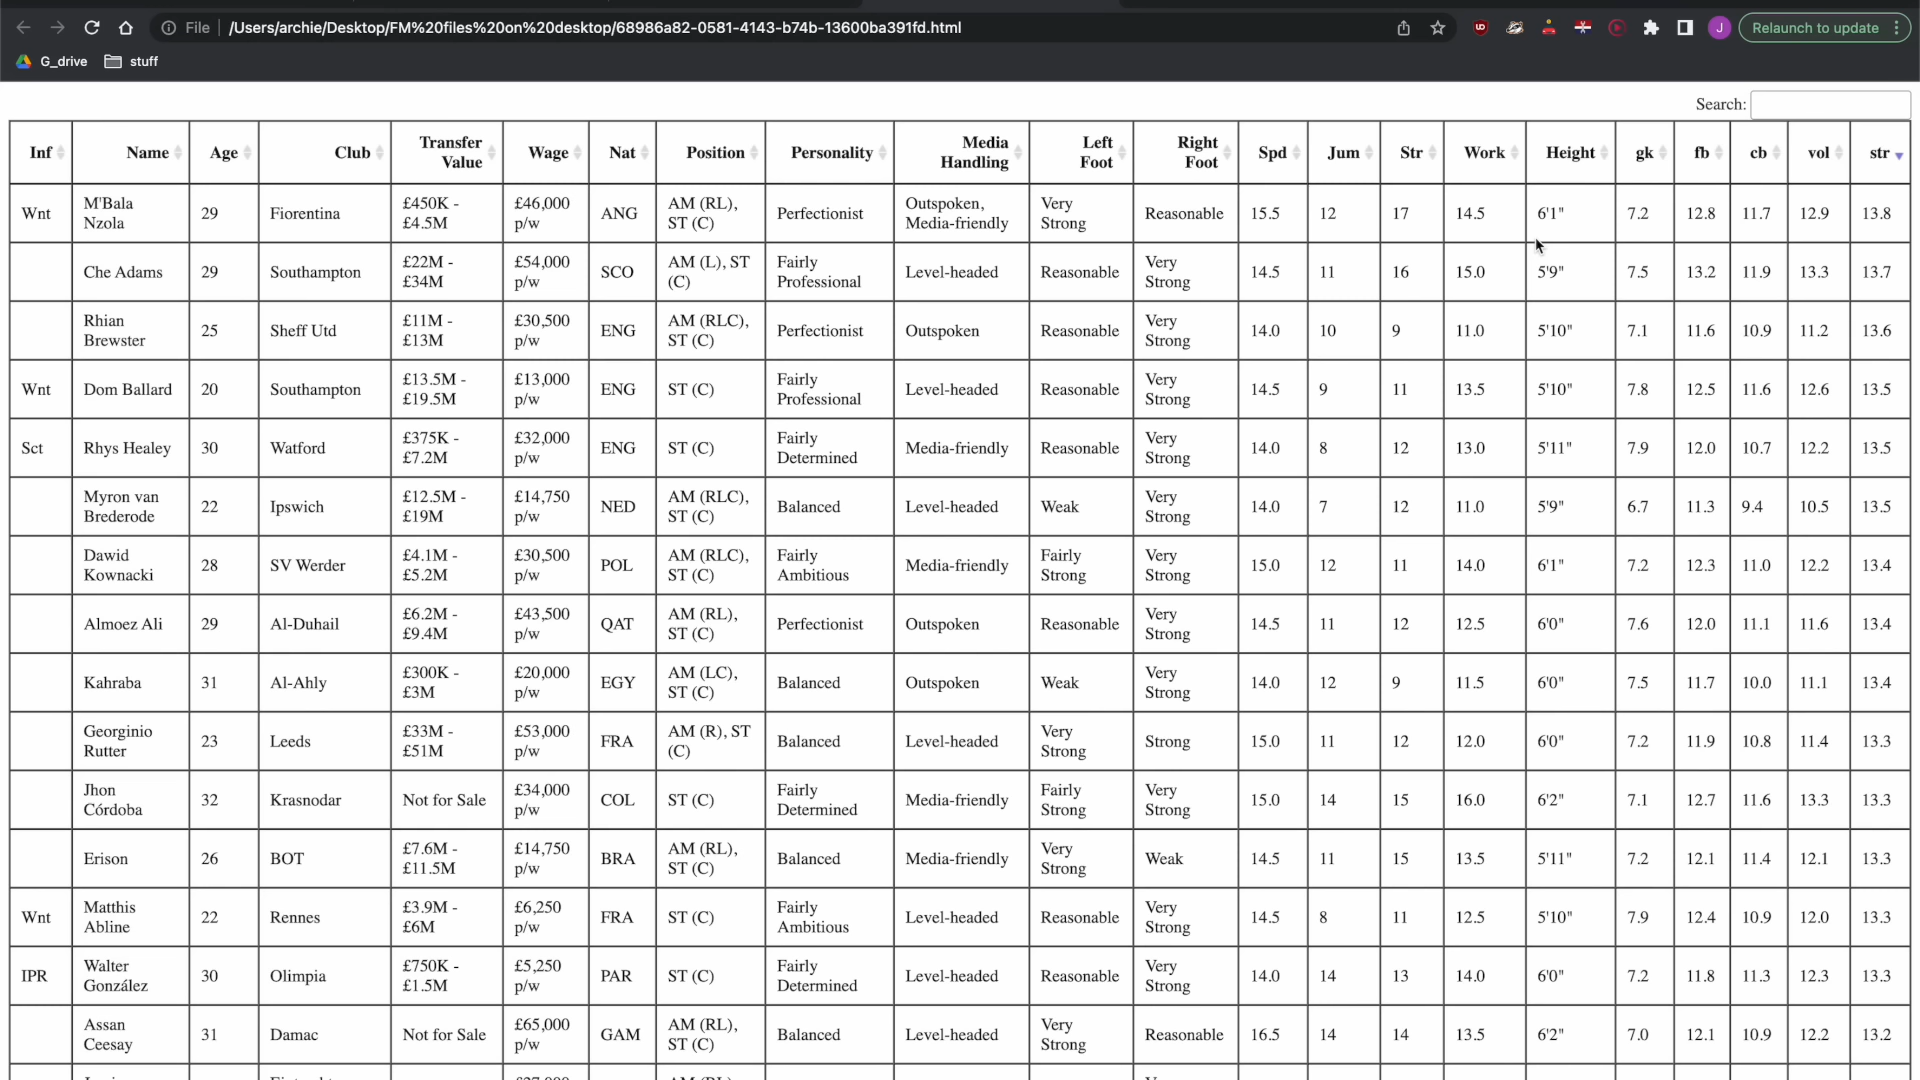 File /Users/archie/Desktop/FM%20files%20on%20desktop/68986a82-0581-4143-b74b-13600ba391fd.html J Relaunch to update
G_drive stuff
Search:
Inf Name Age Club Transfer Value Wage Nat Position Personality Media Handling Left Foot Right Foot Spd Jum Str Work Height gk fb cb vol str
Wnt M'Bala Nzola 29 Fiorentina £450K - £4.5M £46,000 p/w ANG AM (RL), ST (C) Perfectionist Outspoken, Media-friendly Very Strong Reasonable 15.5 12 17 14.5 6'1" 7.2 12.8 11.7 12.9 13.8
Che Adams 29 Southampton £22M - £34M £54,000 p/w SCO AM (L), ST (C) Fairly Professional Level-headed Reasonable Very Strong 14.5 11 16 15.0 5'9" 7.5 13.2 11.9 13.3 13.7
Rhian Brewster 25 Sheff Utd £11M - £13M £30,500 p/w ENG AM (RLC), ST (C) Perfectionist Outspoken Reasonable Very Strong 14.0 10 9 11.0 5'10" 7.1 11.6 10.9 11.2 13.6
Wnt Dom Ballard 20 Southampton £13.5M - £19.5M £13,000 p/w ENG ST (C) Fairly Professional Level-headed Reasonable Very Strong 14.5 9 11 13.5 5'10" 7.8 12.5 11.6 12.6 13.5
Sct Rhys Healey 30 Watford £375K - £7.2M £32,000 p/w ENG ST (C) Fairly Determined Media-friendly Reasonable Very Strong 14.0 8 12 13.0 5'11" 7.9 12.0 10.7 12.2 13.5
Myron van Brederode 22 Ipswich £12.5M - £19M £14,750 p/w NED AM (RLC), ST (C) Balanced Level-headed Weak Very Strong 14.0 7 12 11.0 5'9" 6.7 11.3 9.4 10.5 13.5
Dawid Kownacki 28 SV Werder £4.1M - £5.2M £30,500 p/w POL AM (RLC), ST (C) Fairly Ambitious Media-friendly Fairly Strong Very Strong 15.0 12 11 14.0 6'1" 7.2 12.3 11.0 12.2 13.4
Almoez Ali 29 Al-Duhail £6.2M - £9.4M £43,500 p/w QAT AM (RL), ST (C) Perfectionist Outspoken Reasonable Very Strong 14.5 11 12 12.5 6'0" 7.6 12.0 11.1 11.6 13.4
Kahraba 31 Al-Ahly £300K - £3M £20,000 p/w EGY AM (LC), ST (C) Balanced Outspoken Weak Very Strong 14.0 12 9 11.5 6'0" 7.5 11.7 10.0 11.1 13.4
Georginio Rutter 23 Leeds £33M - £51M £53,000 p/w FRA AM (R), ST (C) Balanced Level-headed Very Strong Strong 15.0 11 12 12.0 6'0" 7.2 11.9 10.8 11.4 13.3
Jhon Córdoba 32 Krasnodar Not for Sale £34,000 p/w COL ST (C) Fairly Determined Media-friendly Fairly Strong Very Strong 15.0 14 15 16.0 6'2" 7.1 12.7 11.6 13.3 13.3
Erison 26 BOT £7.6M - £11.5M £14,750 p/w BRA AM (RL), ST (C) Balanced Media-friendly Very Strong Weak 14.5 11 15 13.5 5'11" 7.2 12.1 11.4 12.1 13.3
Wnt Matthis Abline 22 Rennes £3.9M - £6M £6,250 p/w FRA ST (C) Fairly Ambitious Level-headed Reasonable Very Strong 14.5 8 11 12.5 5'10" 7.9 12.4 10.9 12.0 13.3
IPR Walter González 30 Olimpia £750K - £1.5M £5,250 p/w PAR ST (C) Fairly Determined Level-headed Reasonable Very Strong 14.0 14 13 14.0 6'0" 7.2 11.8 11.3 12.3 13.3
Assan Ceesay 31 Damac Not for Sale £65,000 p/w GAM AM (RL), ST (C) Balanced Level-headed Very Strong Reasonable 16.5 14 14 13.5 6'2" 7.0 12.1 10.9 12.2 13.2